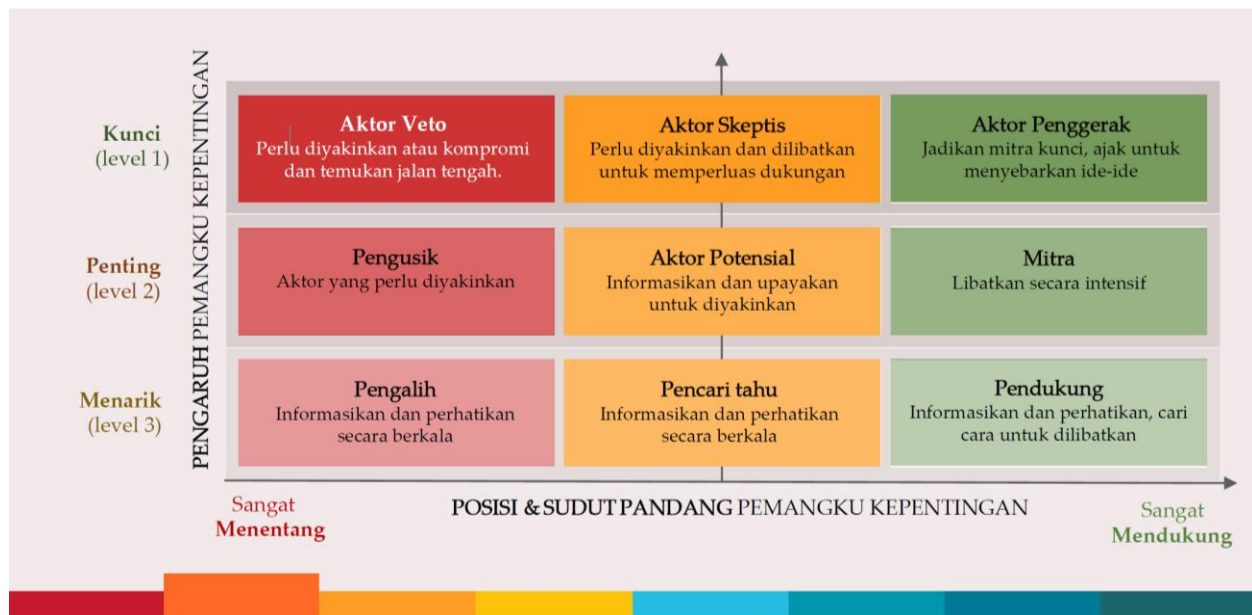 PENGARUH PEMANGKU KEPENTINGAN
Kunci
(level 1)
Aktor Veto
Perlu diyakinkan atau kompromi
dan temukan jalan tengah.
Aktor Skeptis
Perlu diyakinkan dan dilibatkan
untuk memperluas dukungan
Aktor Penggerak
Jadikan mitra kunci, ajak untuk
menyebarkan ide-ide
Penting
(level 2)
Pengusik
Aktor yang perlu diyakinkan
Aktor Potensial
Informasikan dan upayakan
untuk diyakinkan
Mitra
Libatkan secara intensif
Menarik
(level 3)
Pengalih
Informasikan dan perhatikan
secara berkala
Pencari tahu
Informasikan dan perhatikan
secara berkala
Pendukung
Informasikan dan perhatikan, cari
cara untuk dilibatkan
Sangat
Menentang
POSISI & SUDUT PANDANG PEMANGKU KEPENTINGAN
Sangat
Mendukung